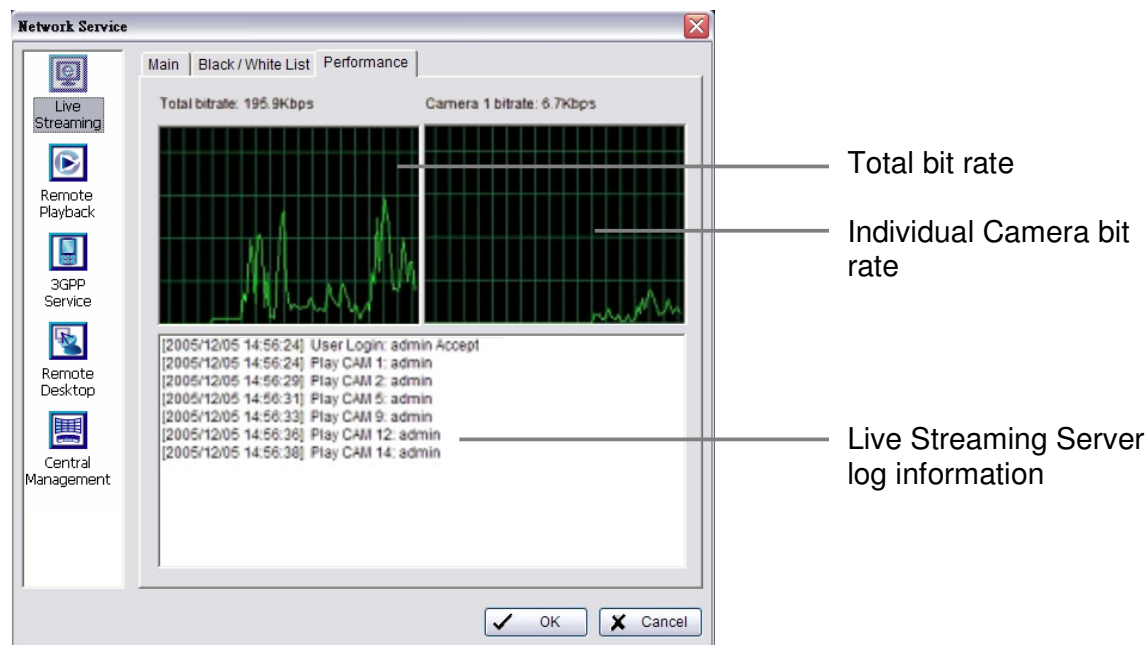 Network Service
Live
Streaming
Remote
Playback
3GPP
Service
Remote
Desktop
Central
Management
Main
Black / White List
Performance
Total bitrate: 195.9Kbps
Camera 1 bitrate: 6.7Kbps
[2005/12/05 14:56:24] User Login: admin Accept
[2005/12/05 14:56:24] Play CAM 1: admin
[2005/12/05 14:56:29] Play CAM 2: admin
[2005/12/05 14:56:31] Play CAM 5: admin
[2005/12/05 14:56:33] Play CAM 9: admin
[2005/12/05 14:56:36] Play CAM 12: admin
[2005/12/05 14:56:38] Play CAM 14: admin
OK
Cancel
Total bit rate
Individual Camera bit
rate
Live Streaming Server
log information